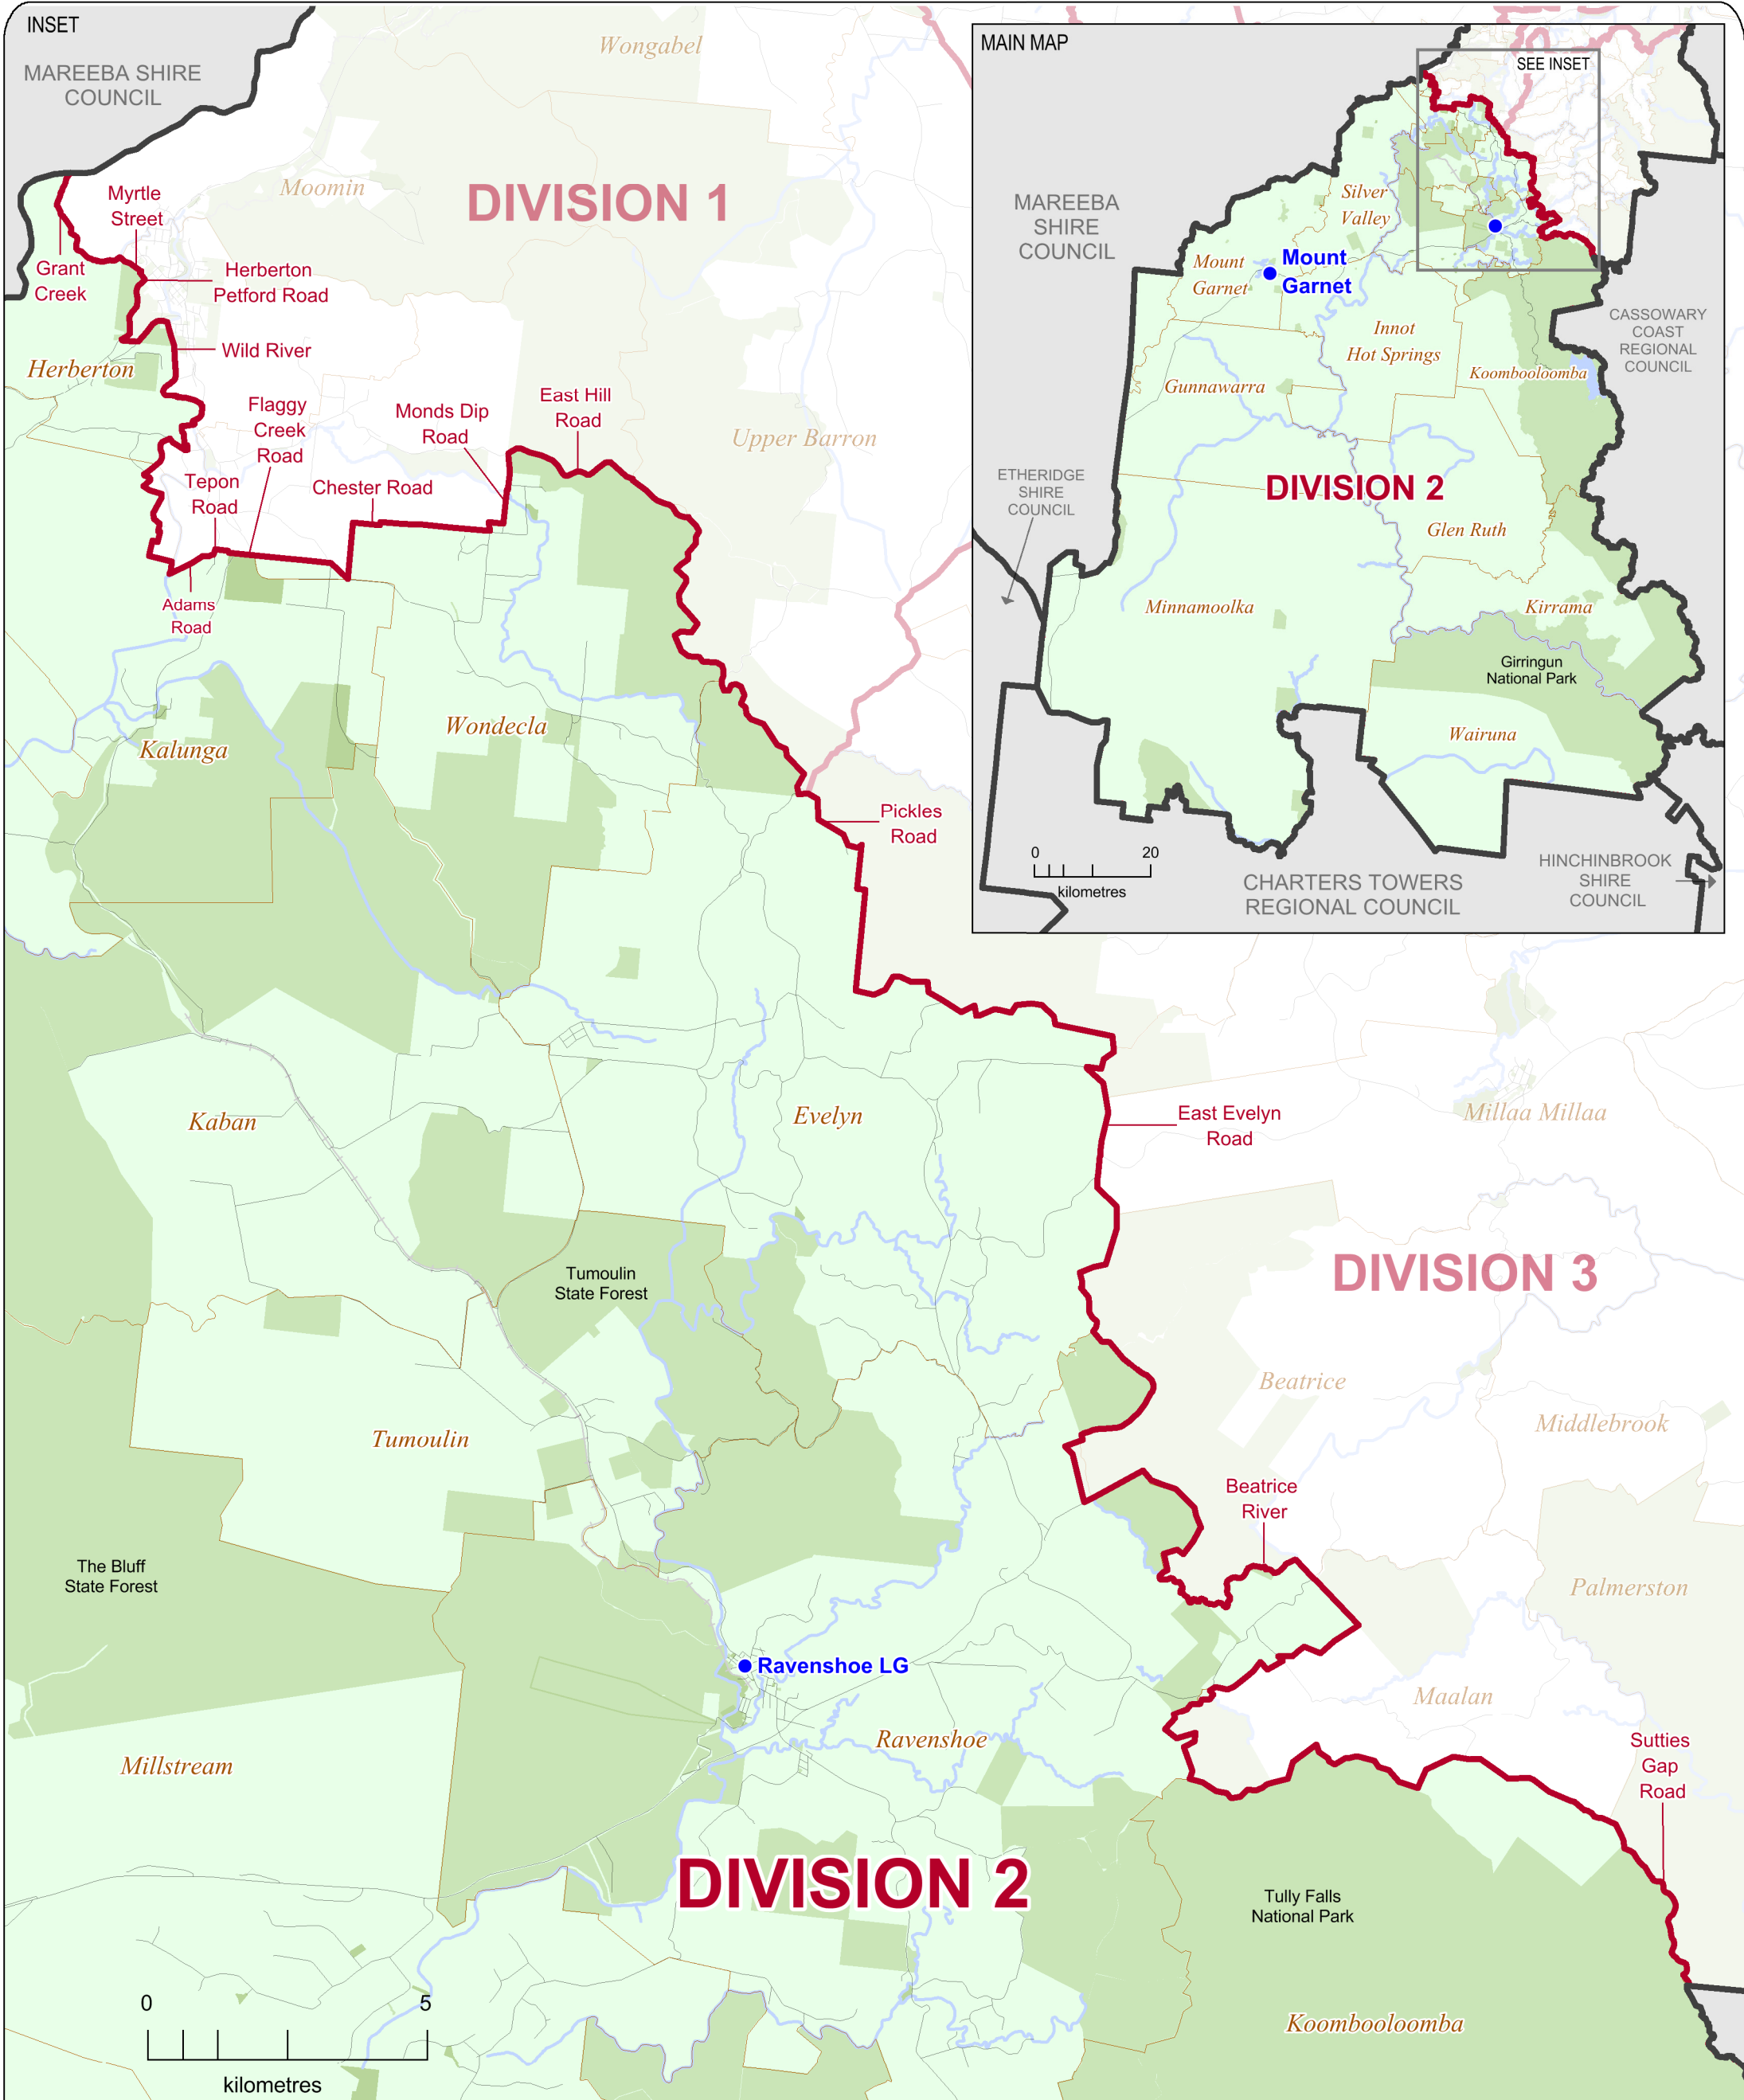 INSET
MAREEBA SHIRE
COUNCIL
Wongabel
Moomin
DIVISION 1
Myrtle
Street
Grant
Creek
Herberton
Petford Road
Wild River
Herberton
Flaggy
Creek
Road
Monds Dip
Road
East Hill
Road
Upper Barron
Tepon
Road
Chester Road
Adams
Road
Kalunga
Wondecla
Pickles
Road
MAIN MAP
SEE INSET
MAREEBA
SHIRE
COUNCIL
Silver
Valley
Mount
Garnet
Mount
Garnet
Innot
Hot Springs
CASSOWARY
COAST
REGIONAL
COUNCIL
Gunnawarra
Koombooloomba
ETHERIDGE
SHIRE
COUNCIL
DIVISION 2
Glen Ruth
Minnamoolka
Kirrama
Girringun
National Park
Wairuna
0
20
kilometres
CHARTERS TOWERS
REGIONAL COUNCIL
HINCHINBROOK
SHIRE
COUNCIL
Kaban
Evelyn
East Evelyn
Road
Millaa Millaa
Tumoulin
State Forest
DIVISION 3
Beatrice
Middlebrook
Tumoulin
Beatrice
River
The Bluff
State Forest
Palmerston
Ravenshoe LG
Maalan
Ravenshoe
Millstream
Sutties
Gap
Road
DIVISION 2
Tully Falls
National Park
Koombooloomba
0
5
kilometres